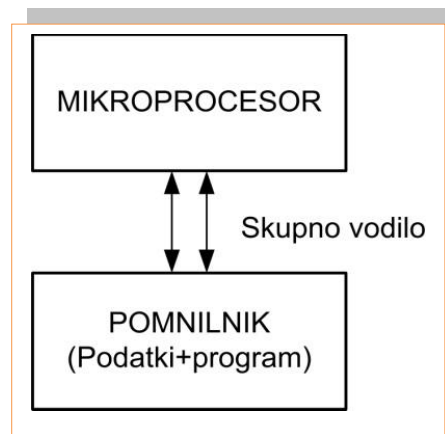 MIKROPROCESOR
Skupno vodilo
POMNILNIK
(Podatki+program)